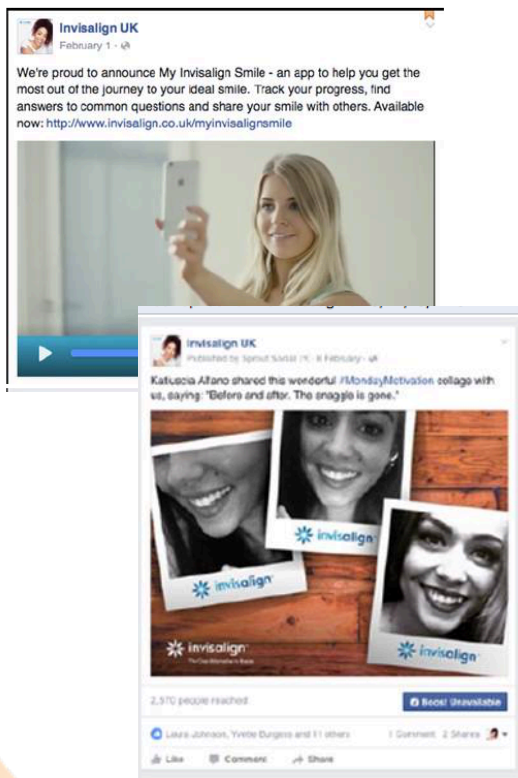 Invisalign UK
February 1
We're proud to announce My Invisalign Smile - an app to help you get the
most out of the journey to your ideal smile. Track your progress, find
answers to common questions and share your smile with others. Available
now: http://www.invisalign.co.uk/myinvisalignsmile
Invisalign UK
Published by Sprout Social · 8 February
Katiuscia Alfano shared this wonderful #MondayMotivation collage with
us, saying: "Before and after. The snaggle is gone."
invisalign
invisalign
invisalign
invisalign
2,570 people reached
Boost Unavailable
Laura Johnson, Yvette Burgess and 11 others
1 Comment 2 Shares
Like Comment Share